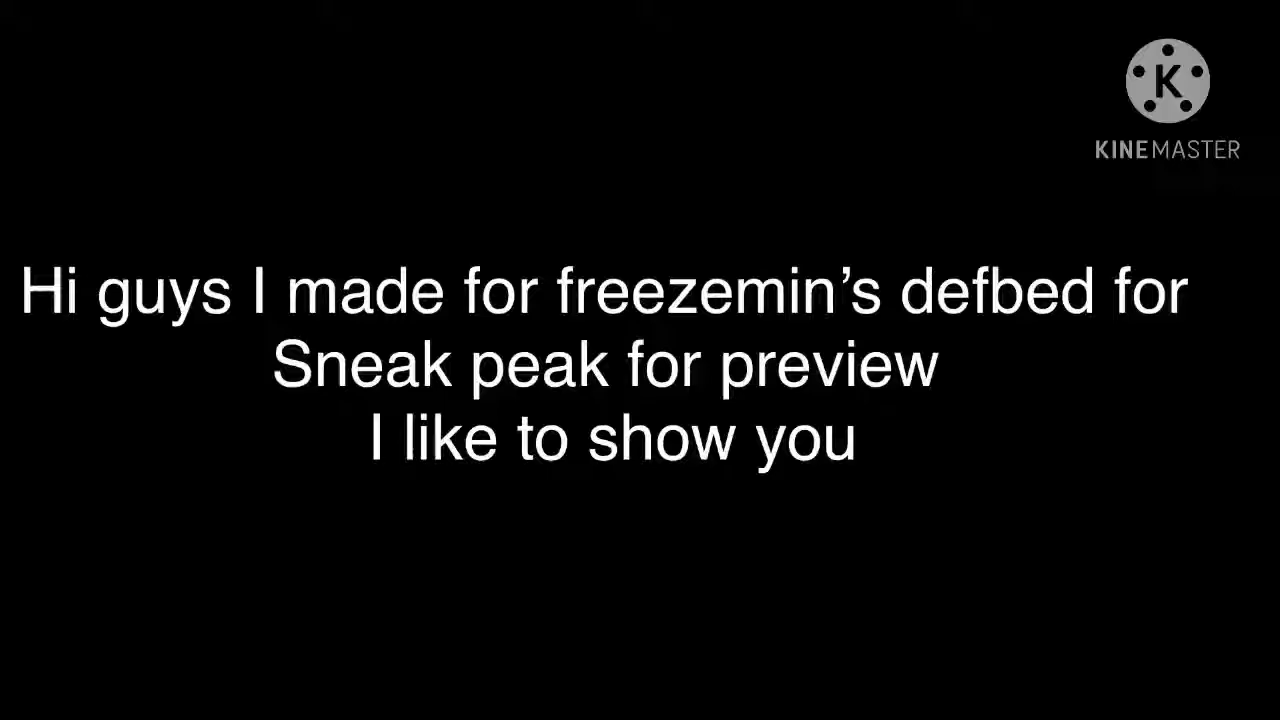 K
KINEMASTER
Hi guys I made for freezemin’s defbed for
Sneak peak for preview
I like to show you